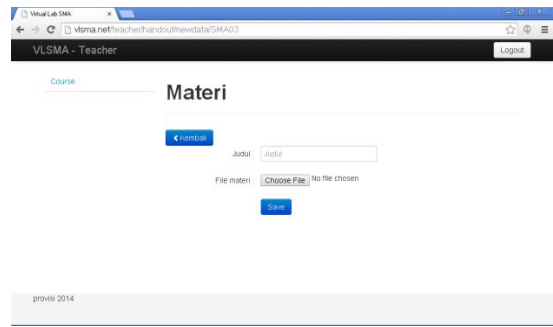 Virtual Lab SMA
vlsma.net/teacher/handout/newdata/SMA03
VLSMA - Teacher
Logout
Course
Materi
Kembali
Judul
Judul
File materi
Choose File No file chosen
Save
provisi 2014